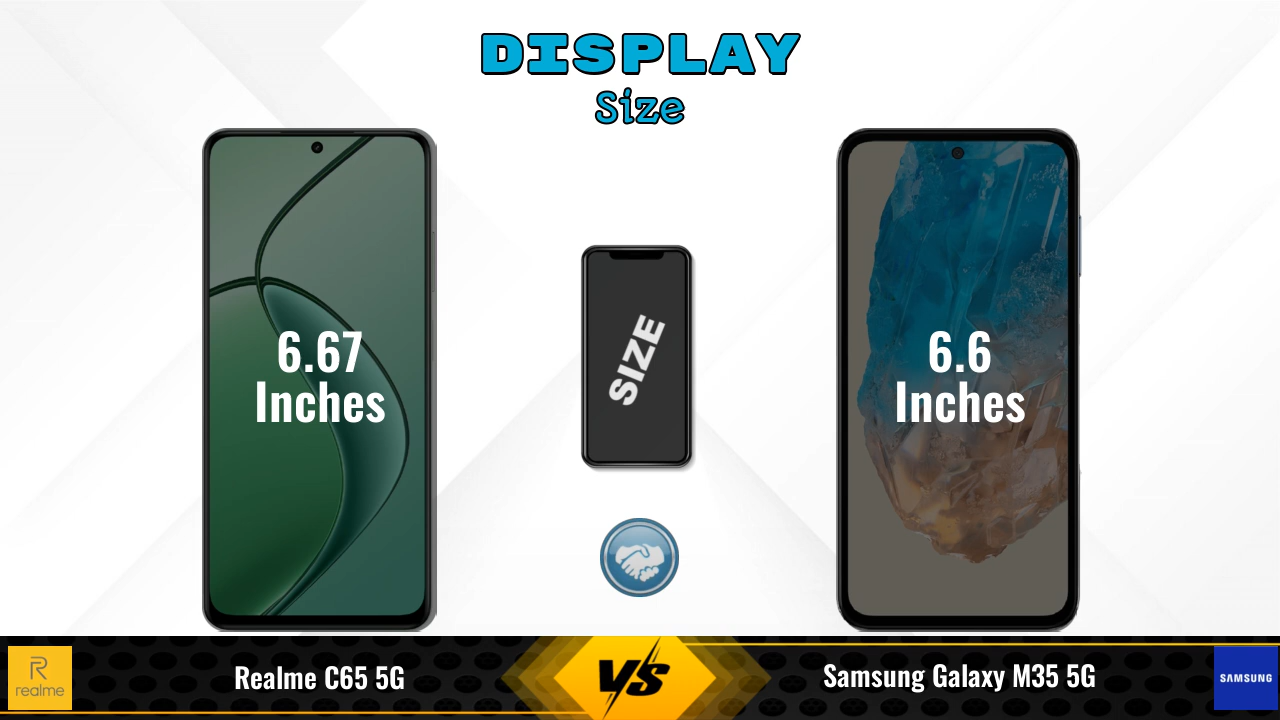 DISPLAY
Size
6.67
Inches
SIZE
6.6
Inches
realme
Realme C65 5G
VS
Samsung Galaxy M35 5G
SAMSUNG